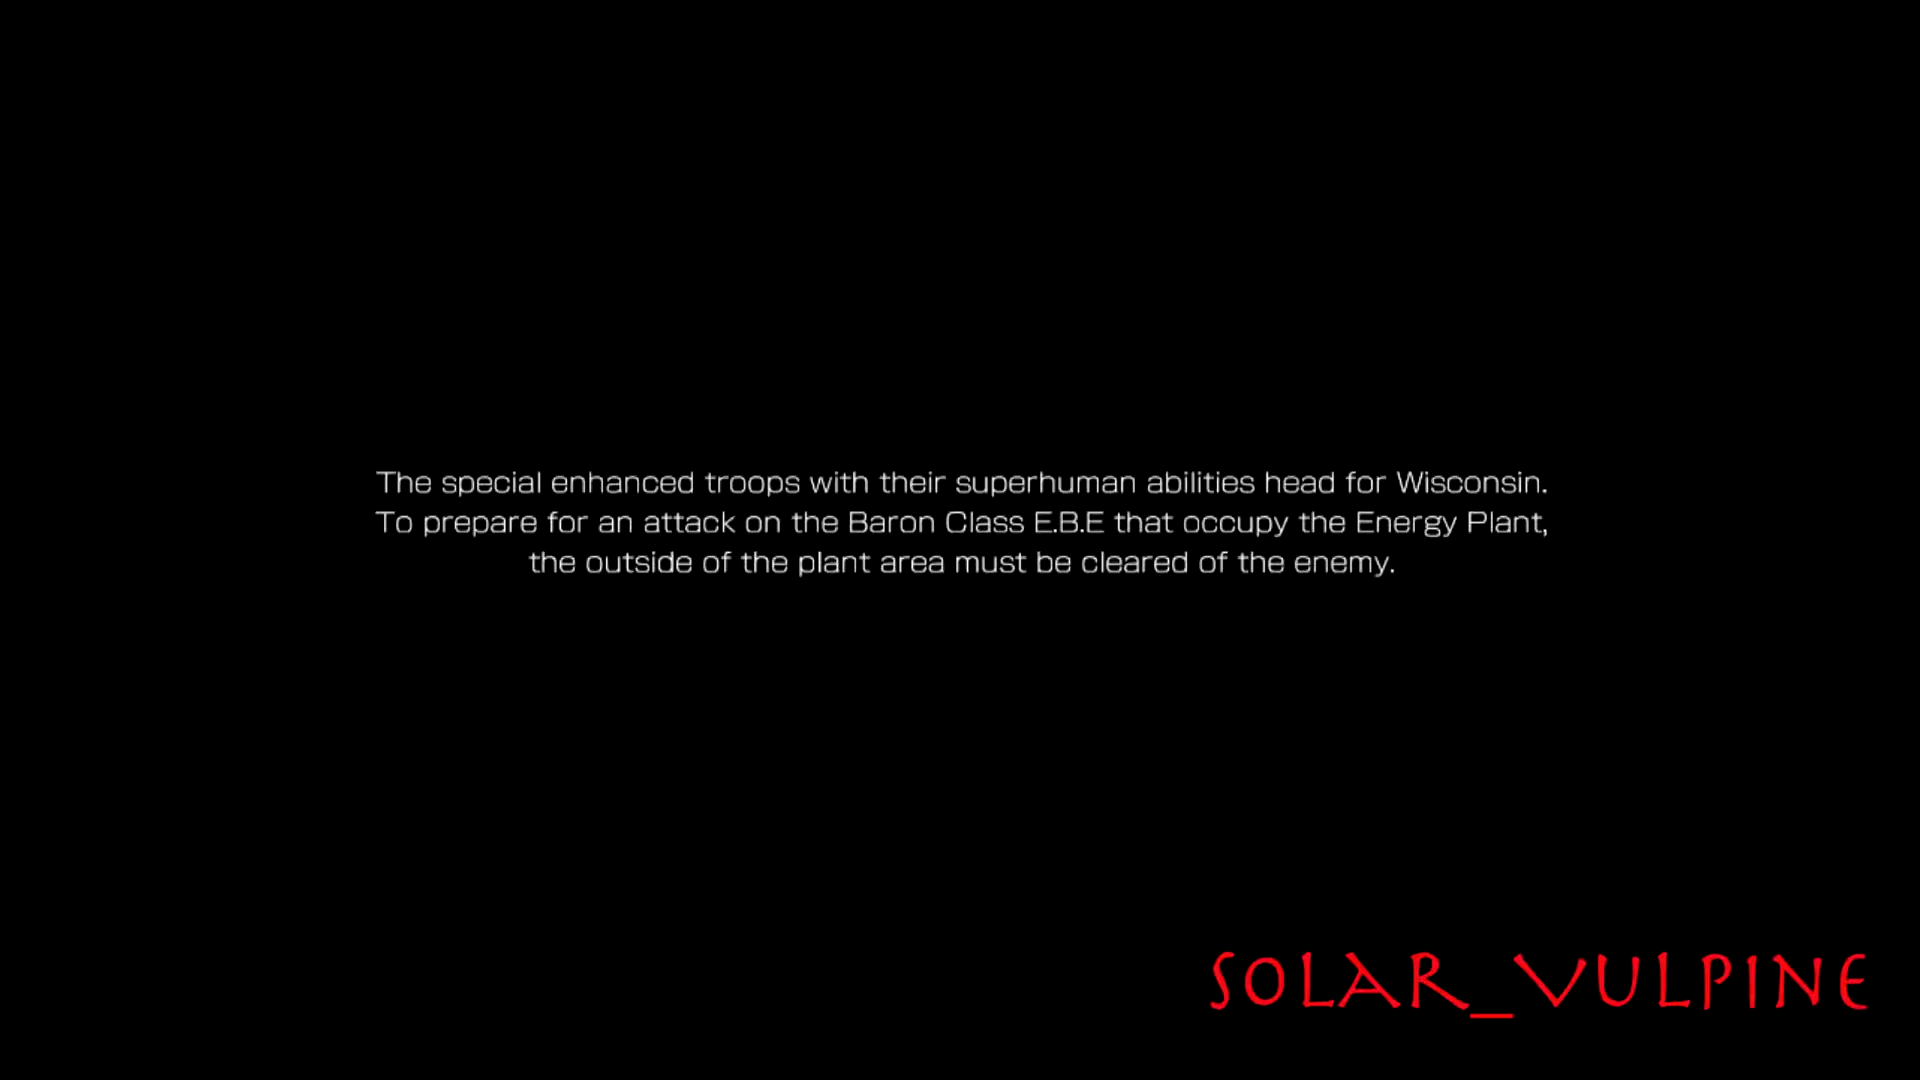 The special enhanced troops with their superhuman abilities head for Wisconsin.
To prepare for an attack on the Baron Class E.B.E that occupy the Energy Plant,
the outside of the plant area must be cleared of the enemy.
SOLAR_VULPINE